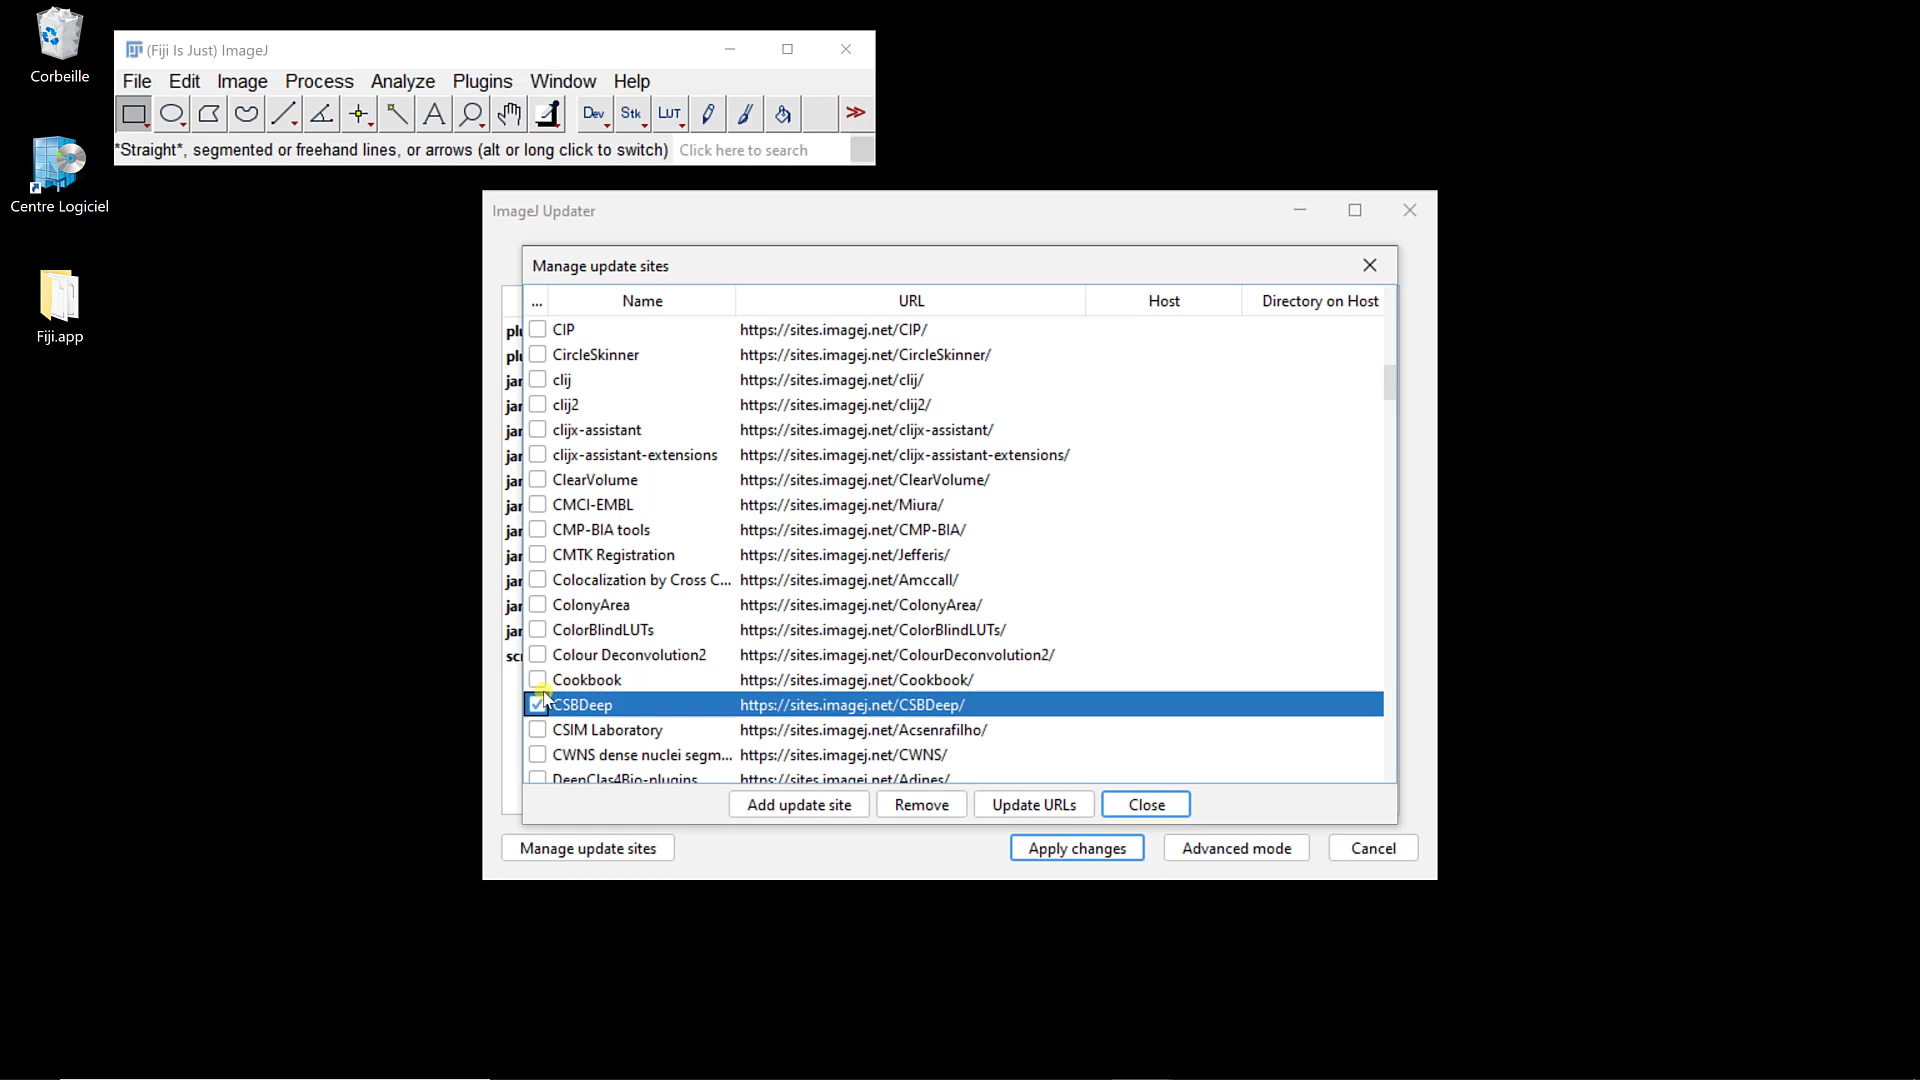 Corbeille
Centre Logiciel
Fiji.app
(Fiji Is Just) ImageJ
File Edit Image Process Analyze Plugins Window Help
Dev Stk LUT >>
*Straight*, segmented or freehand lines, or arrows (alt or long click to switch) Click here to search
ImageJ Updater
Manage update sites
... Name URL Host Directory on Host
CIP https://sites.imagej.net/CIP/
CircleSkinner https://sites.imagej.net/CircleSkinner/
clij https://sites.imagej.net/clij/
clij2 https://sites.imagej.net/clij2/
clijx-assistant https://sites.imagej.net/clijx-assistant/
clijx-assistant-extensions https://sites.imagej.net/clijx-assistant-extensions/
ClearVolume https://sites.imagej.net/ClearVolume/
CMCI-EMBL https://sites.imagej.net/Miura/
CMP-BIA tools https://sites.imagej.net/CMP-BIA/
CMTK Registration https://sites.imagej.net/Jefferis/
Colocalization by Cross C... https://sites.imagej.net/Amccall/
ColonyArea https://sites.imagej.net/ColonyArea/
ColorBlindLUTs https://sites.imagej.net/ColorBlindLUTs/
Colour Deconvolution2 https://sites.imagej.net/ColourDeconvolution2/
Cookbook https://sites.imagej.net/Cookbook/
CSBDeep https://sites.imagej.net/CSBDeep/
CSIM Laboratory https://sites.imagej.net/Acsenrafilho/
CWNS dense nuclei segm... https://sites.imagej.net/CWNS/
DeepClas4Bio-plugins https://sites.imagej.net/Adines/
Add update site Remove Update URLs Close
Manage update sites Apply changes Advanced mode Cancel